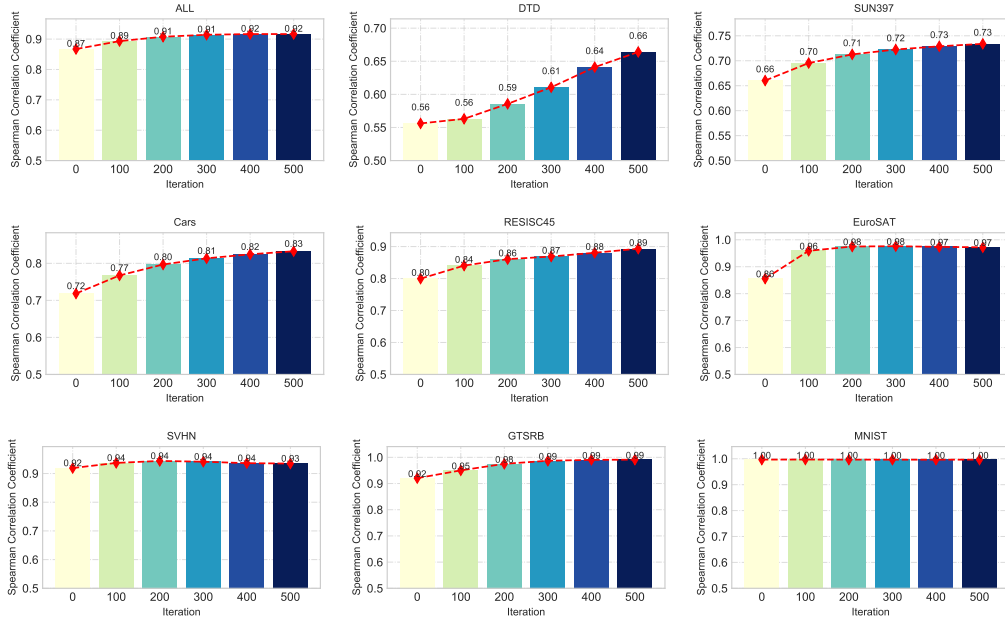 ALL
DTD
SUN397
Spearman Correlation Coefficient
0.9
0.8
0.7
0.6
0.5
0.87
0.89
0.91
0.91
0.92
0.92
0 100 200 300 400 500
Iteration
Spearman Correlation Coefficient
0.65
0.60
0.55
0.50
0.56
0.56
0.59
0.61
0.64
0.66
0 100 200 300 400 500
Iteration
Spearman Correlation Coefficient
0.75
0.70
0.65
0.60
0.55
0.50
0.66
0.70
0.71
0.72
0.73
0.73
0 100 200 300 400 500
Iteration
Cars
RESISC45
EuroSAT
Spearman Correlation Coefficient
0.8
0.7
0.6
0.5
0.72
0.77
0.80
0.81
0.82
0.83
0 100 200 300 400 500
Iteration
Spearman Correlation Coefficient
0.9
0.8
0.7
0.6
0.5
0.80
0.84
0.86
0.87
0.88
0.89
0 100 200 300 400 500
Iteration
Spearman Correlation Coefficient
1.0
0.9
0.8
0.7
0.6
0.5
0.86
0.96
0.98
0.98
0.97
0.97
0 100 200 300 400 500
Iteration
SVHN
GTSRB
MNIST
Spearman Correlation Coefficient
0.9
0.8
0.7
0.6
0.5
0.92
0.94
0.94
0.94
0.94
0.93
0 100 200 300 400 500
Iteration
Spearman Correlation Coefficient
1.0
0.9
0.8
0.7
0.6
0.5
0.92
0.95
0.98
0.99
0.99
0.99
0 100 200 300 400 500
Iteration
Spearman Correlation Coefficient
1.0
0.9
0.8
0.7
0.6
0.5
1.00
1.00
1.00
1.00
1.00
1.00
0 100 200 300 400 500
Iteration